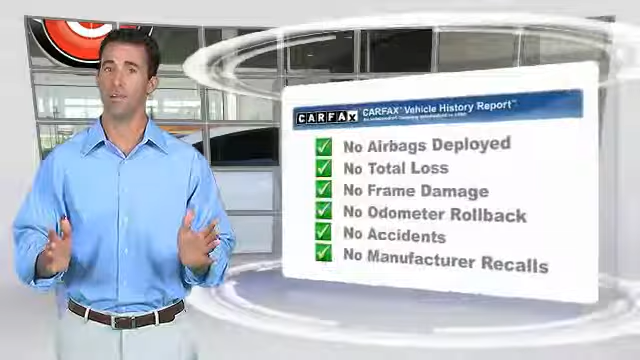 CARFAX
CARFAX Vehicle History Report™
No Airbags Deployed
No Total Loss
No Frame Damage
No Odometer Rollback
No Accidents
No Manufacturer Recalls